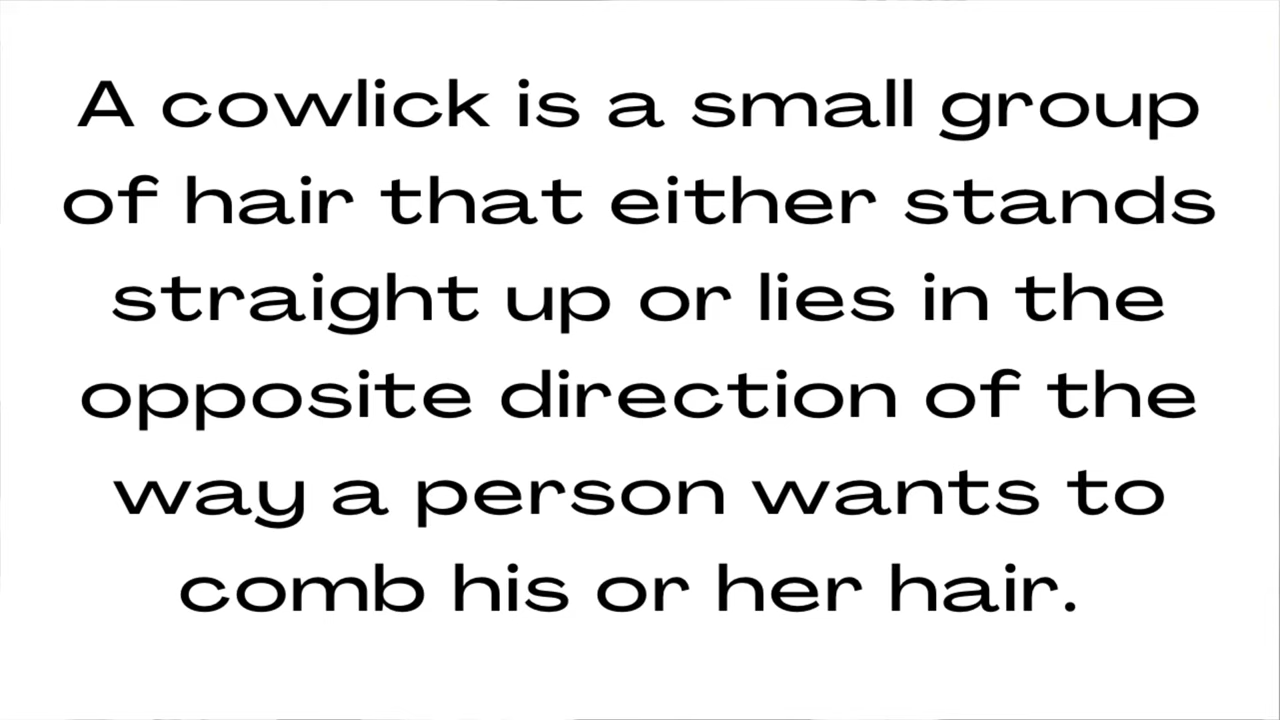 A cowlick is a small group
of hair that either stands
straight up or lies in the
opposite direction of the
way a person wants to
comb his or her hair.